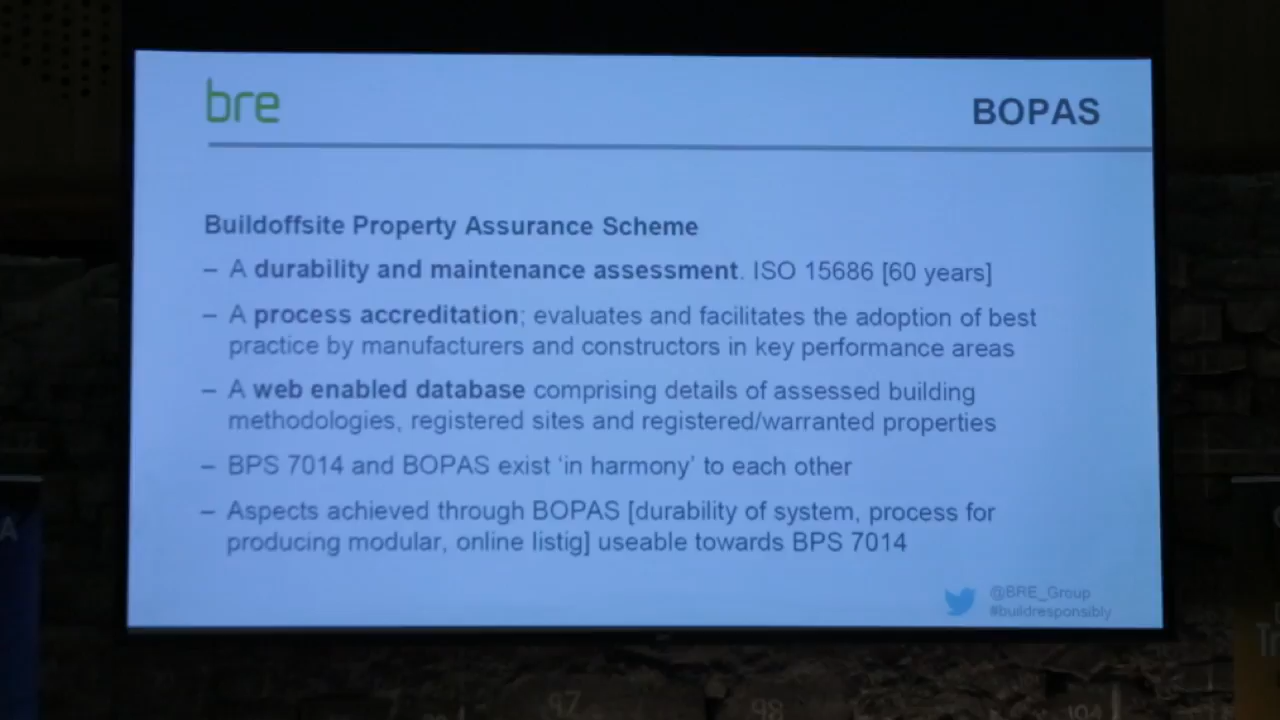 bre
BOPAS
Buildoffsite Property Assurance Scheme
– A durability and maintenance assessment. ISO 15686 [60 years]
– A process accreditation; evaluates and facilitates the adoption of best
practice by manufacturers and constructors in key performance areas
– A web enabled database comprising details of assessed building
methodologies, registered sites and registered/warranted properties
– BPS 7014 and BOPAS exist ‘in harmony’ to each other
– Aspects achieved through BOPAS [durability of system, process for
producing modular, online listig] useable towards BPS 7014
@BRE_Group
#buildresponsibly
A
97
98